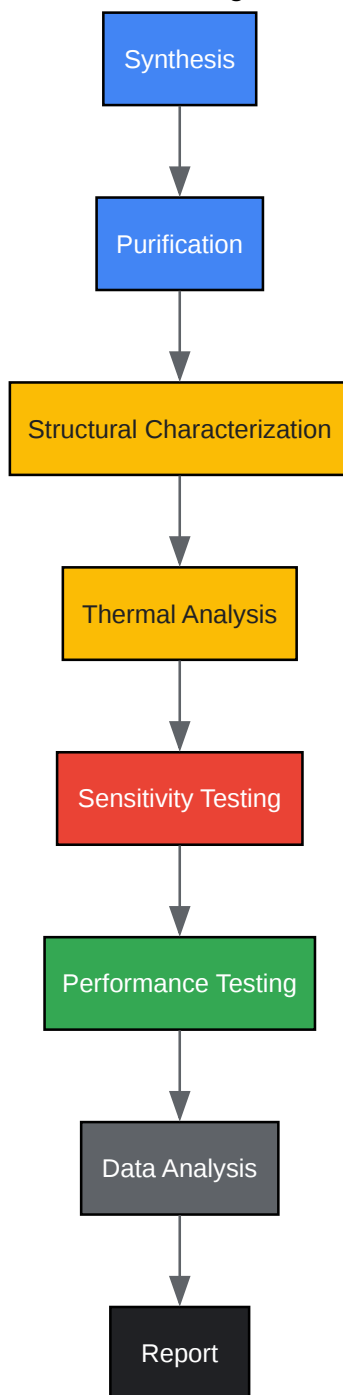 Synthesis
Purification
Structural Characterization
Thermal Analysis
Sensitivity Testing
Performance Testing
Data Analysis
Report